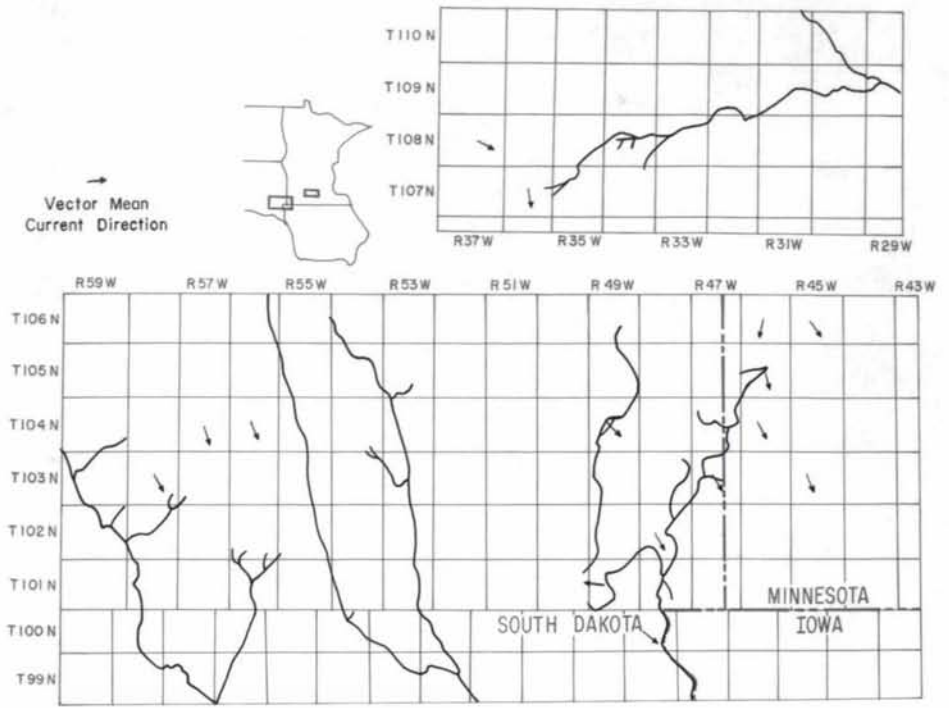 T110N
T109N
T108N
T107N
R37W R35W R33W R31W R29W
Vector Mean
Current Direction
R59W R57W R55W R53W R51W R49W R47W R45W R43W
T106N
T105N
T104N
T103N
T102N
T101N
T100N
T99N
MINNESOTA
SOUTH DAKOTA IOWA